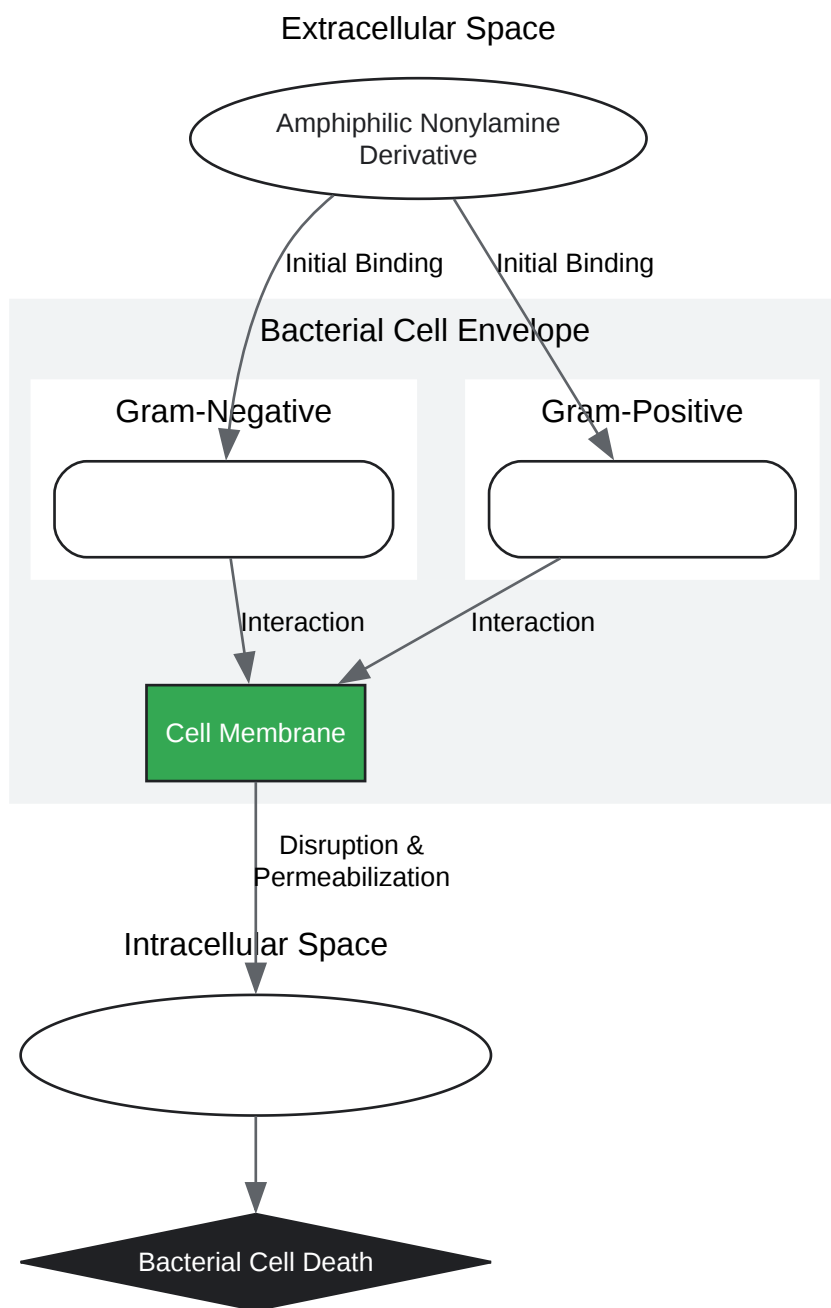 Extracellular Space
Amphiphilic Nonylamine
Derivative
Initial Binding
Initial Binding
Bacterial Cell Envelope
Gram-Negative
Gram-Positive
Interaction
Interaction
Cell Membrane
Disruption &
Permeabilization
Intracellular Space
Bacterial Cell Death